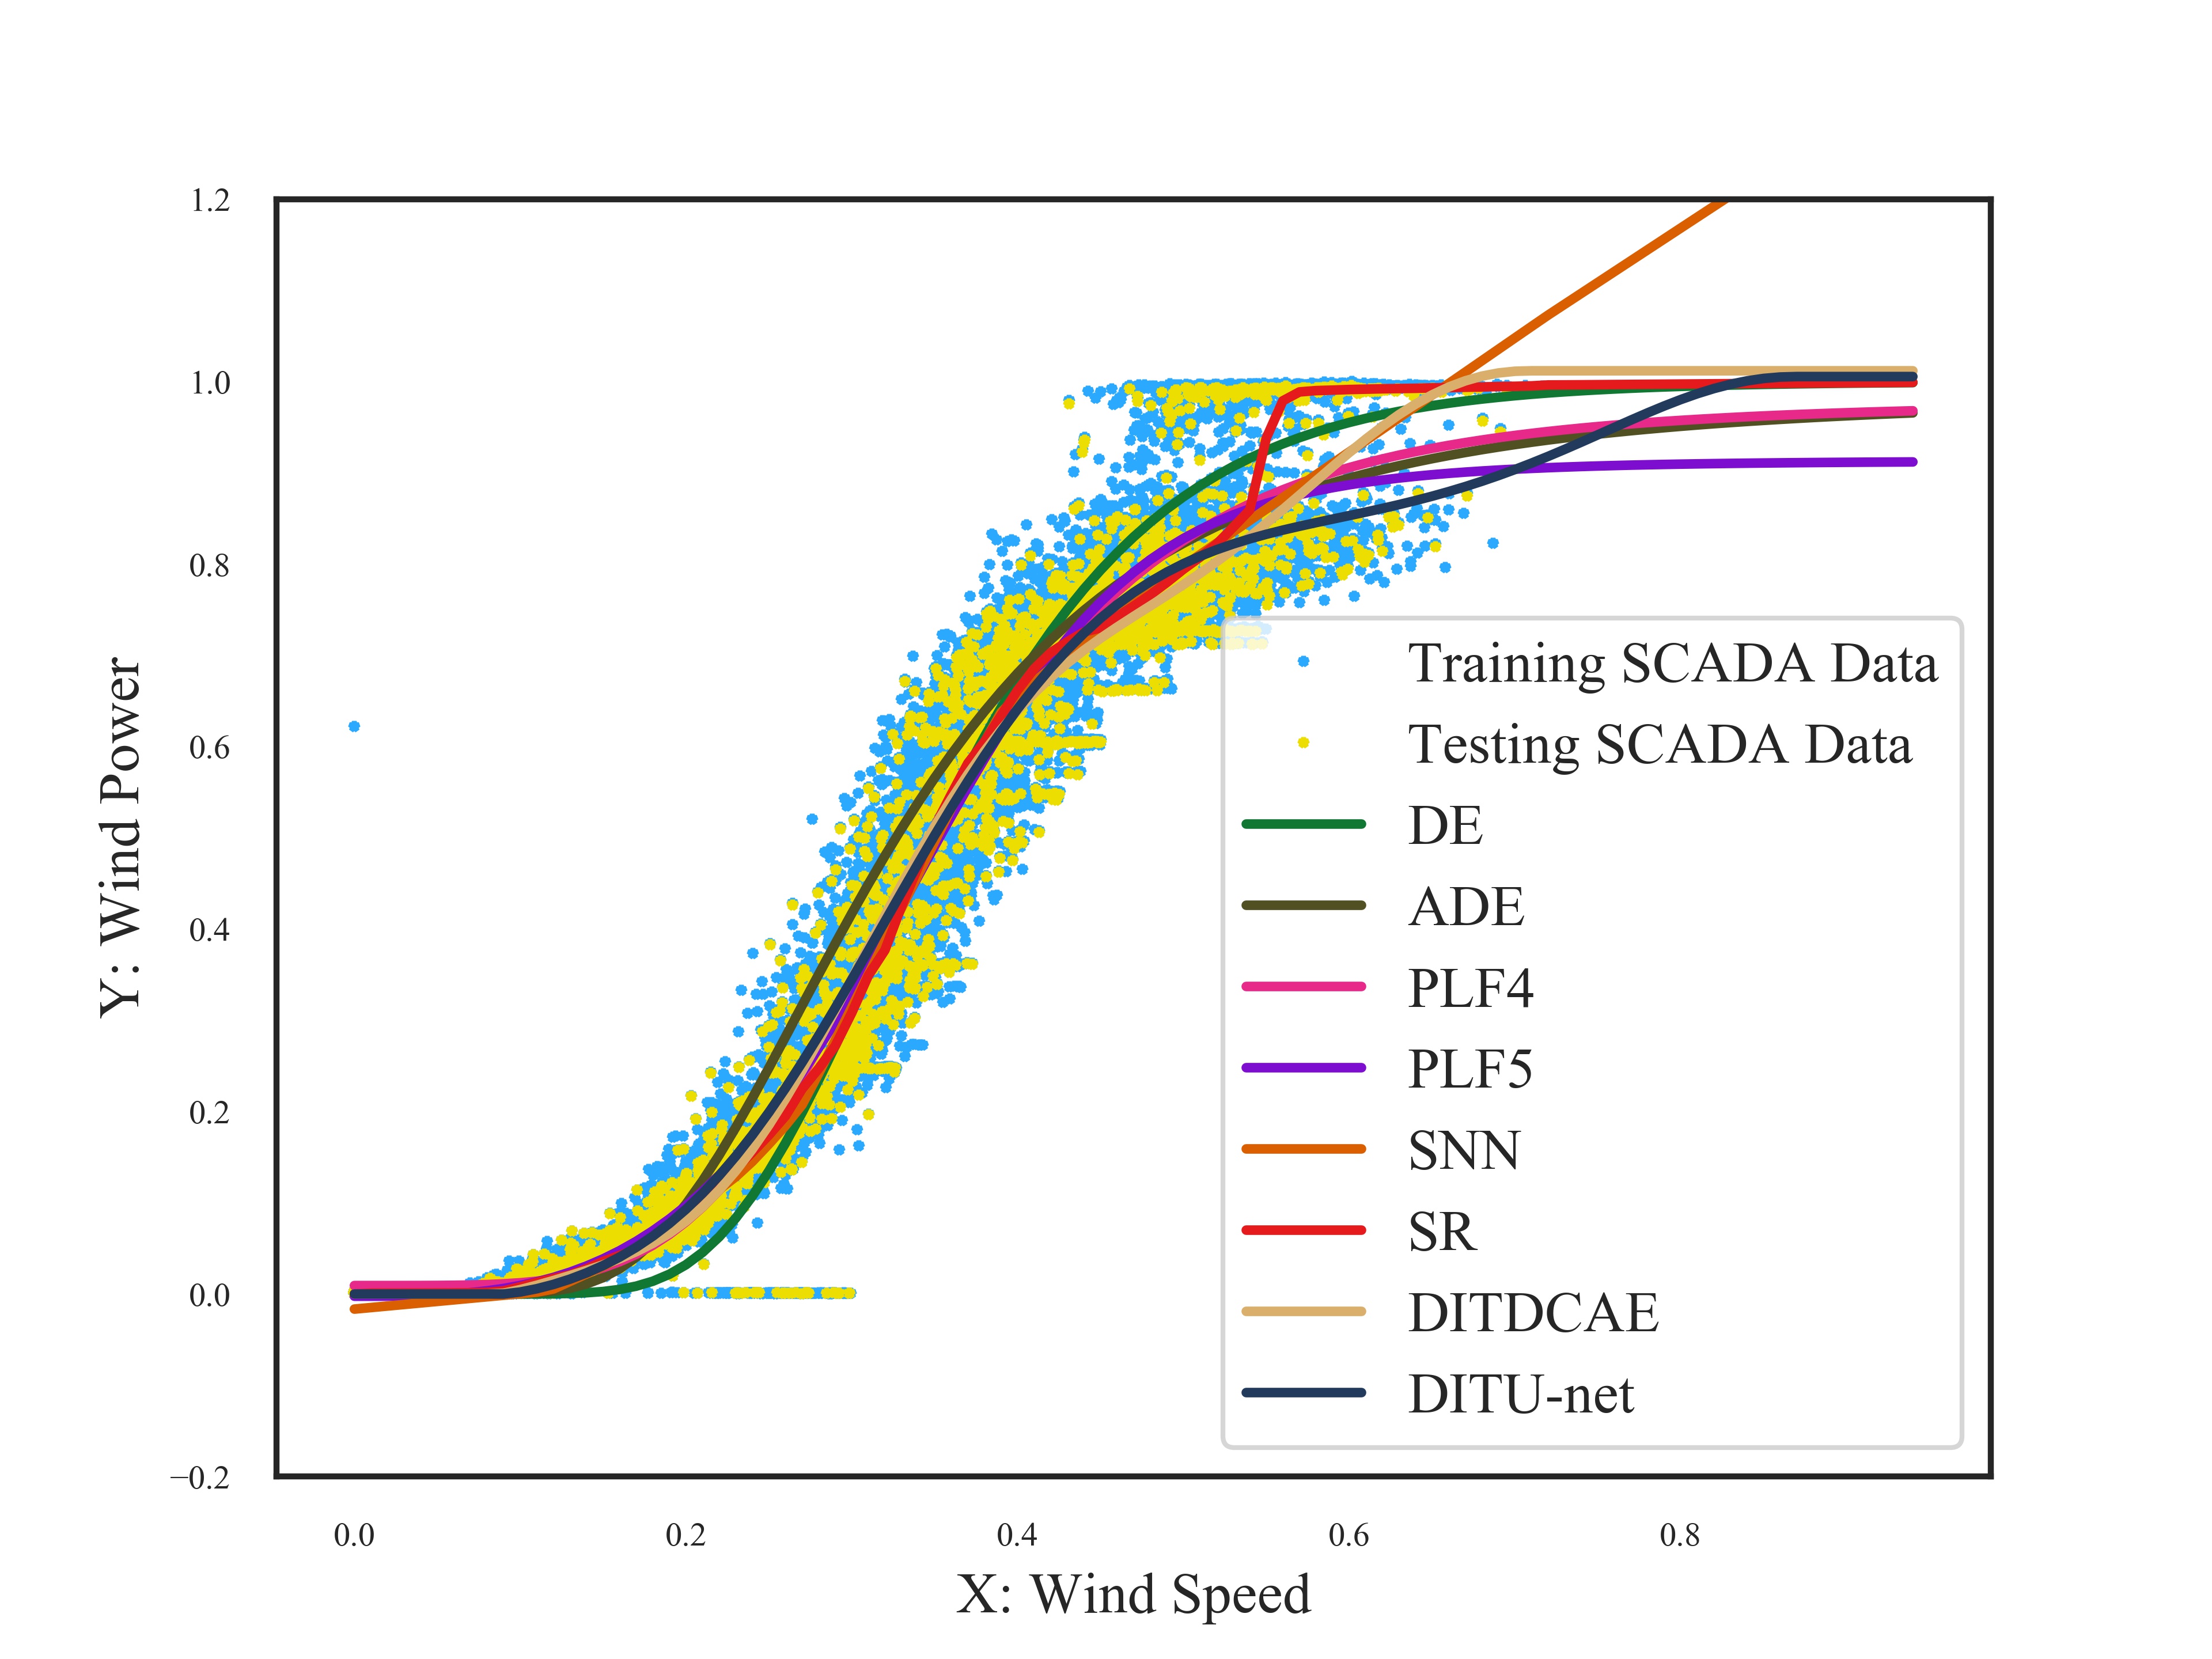 1.2
1.0
0.8
0.6
0.4
0.2
0.0
−0.2
Y: Wind Power
Training SCADA Data
Testing SCADA Data
DE
ADE
PLF4
PLF5
SNN
SR
DITDCAE
DITU-net
0.0 0.2 0.4 0.6 0.8
X: Wind Speed